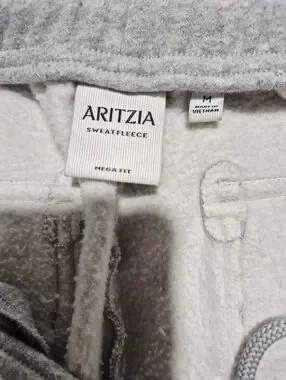 ARITZIA
SWEATFLEECE
MEGA FIT
M
MADE IN
VIETNAM